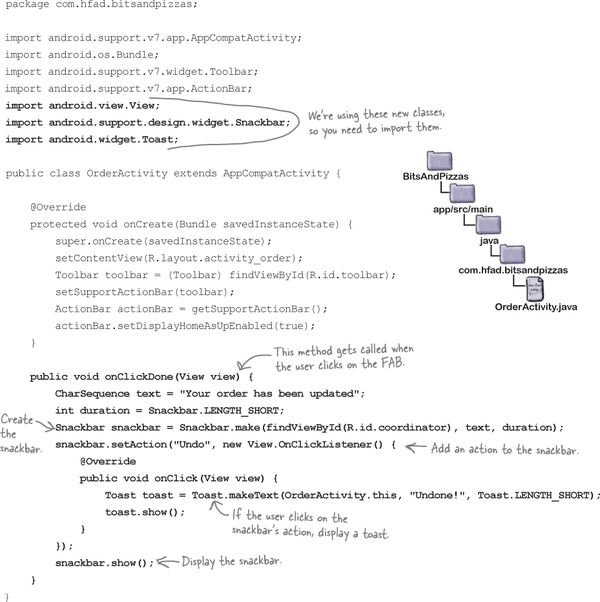 package com.hfad.bitsandpizzas;
import android.support.v7.app.AppCompatActivity;
import android.os.Bundle;
import android.support.v7.widget.Toolbar;
import android.support.v7.app.ActionBar;
import android.view.View;
import android.support.design.widget.Snackbar;
import android.widget.Toast;
We're using these new classes,
so you need to import them.
public class OrderActivity extends AppCompatActivity {
BitsAndPizzas
app/src/main
java
com.hfad.bitsandpizzas
OrderActivity.java
@Override
protected void onCreate(Bundle savedInstanceState) {
super.onCreate(savedInstanceState);
setContentView(R.layout.activity_order);
Toolbar toolbar = (Toolbar) findViewById(R.id.toolbar);
setSupportActionBar(toolbar);
ActionBar actionBar = getSupportActionBar();
actionBar.setDisplayHomeAsUpEnabled(true);
}
This method gets called when
the user clicks on the FAB.
public void onClickDone(View view) {
CharSequence text = "Your order has been updated";
int duration = Snackbar.LENGTH_SHORT;
Create
the
snackbar.
Snackbar snackbar = Snackbar.make(findViewById(R.id.coordinator), text, duration);
snackbar.setAction("Undo", new View.OnClickListener() {
Add an action to the snackbar.
@Override
public void onClick(View view) {
Toast toast = Toast.makeText(OrderActivity.this, "Undone!", Toast.LENGTH_SHORT);
toast.show();
If the user clicks on the
snackbar's action, display a toast.
}
});
snackbar.show();
Display the snackbar.
}
}